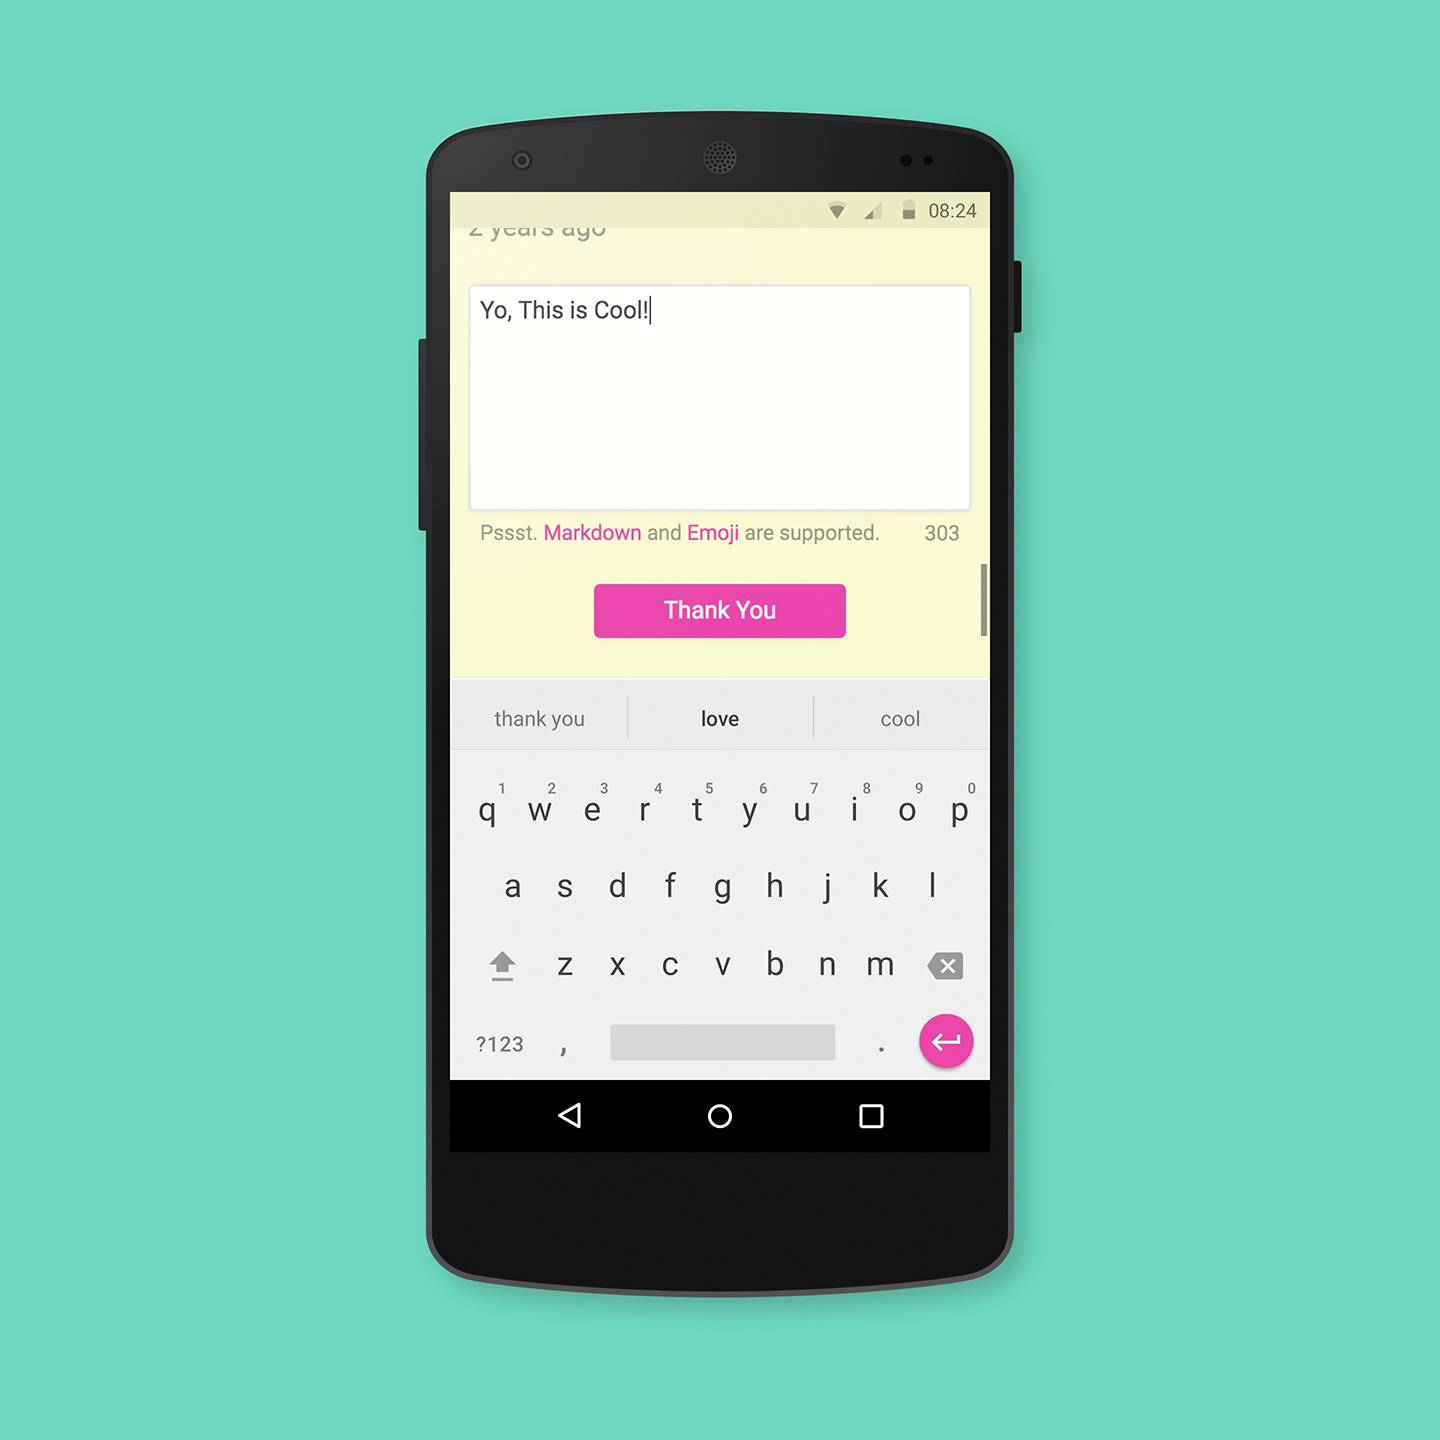 08:24
2 years ago
Yo, This is Cool!
Pssst. Markdown and Emoji are supported. 303
Thank You
thank you love cool
1 2 3 4 5 6 7 8 9 0
q w e r t y u i o p
a s d f g h j k l
z x c v b n m
?123 , .